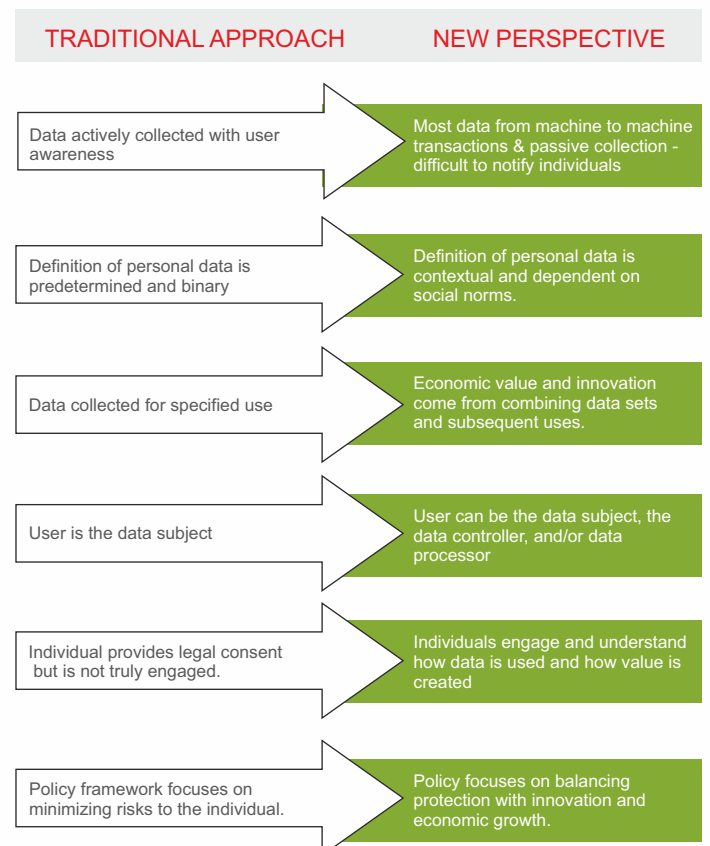 TRADITIONAL APPROACH NEW PERSPECTIVE
Data actively collected with user
awareness
Most data from machine to machine
transactions & passive collection -
difficult to notify individuals
Definition of personal data is
predetermined and binary
Definition of personal data is
contextual and dependent on
social norms.
Data collected for specified use
Economic value and innovation
come from combining data sets
and subsequent uses.
User is the data subject
User can be the data subject, the
data controller, and/or data
processor
Individual provides legal consent
but is not truly engaged.
Individuals engage and understand
how data is used and how value is
created
Policy framework focuses on
minimizing risks to the individual.
Policy focuses on balancing
protection with innovation and
economic growth.